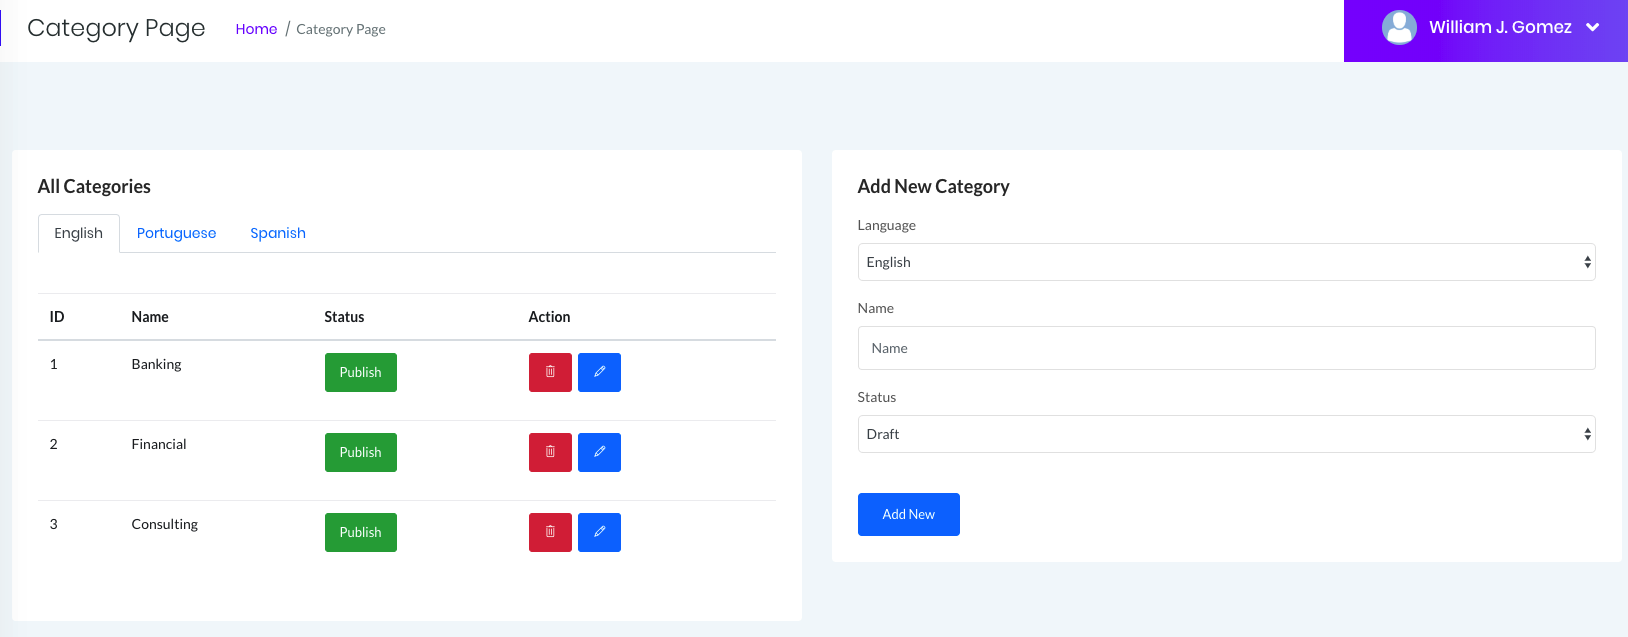 Category Page
Home / Category Page
William J. Gomez
All Categories
English Portuguese Spanish
ID Name Status Action
1 Banking Publish
2 Financial Publish
3 Consulting Publish
Add New Category
Language
English
Name
Name
Status
Draft
Add New